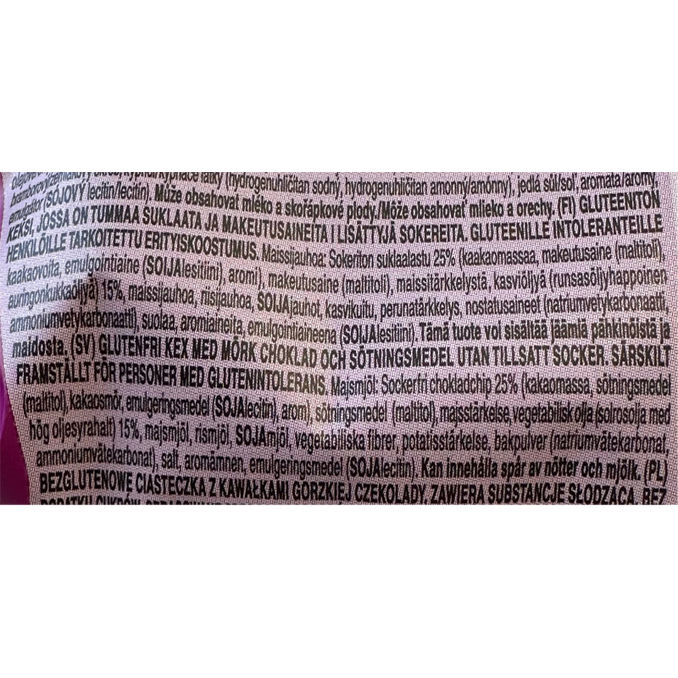 (hydrogenuhličitan sodný, hydrogenuhličitan amonný/amónny), jedlá sůl/soľ, aromata/arómy,
emulgátor (SÓJOVÝ lecitin/lecitín). Může obsahovat mléko a skořápkové plody./Môže obsahovať mlieko a orechy. (FI) GLUTEENITON
KEKSI, JOSSA ON TUMMAA SUKLAATA JA MAKEUTUSAINEITA I LISÄTTYJÄ SOKEREITA. GLUTEENILLE INTOLERANTEILLE
HENKILÖILLE TARKOITETTU ERITYISKOOSTUMUS. Maissijauhoa: Sokeriton suklaalastu 25% (kaakaomassa, makeutusaine (maltitoli),
kaakaovoita, emulgointiaine (SOIJAlesitiini), aromi), makeutusaine (maltitoli), maissitärkkelystä, kasviöljyä (runsasöljyhappoinen
auringonkukkaöljyä) 15%, maissijauhoa, riisijauhoa, SOIJAjauhot, kasvikuitu, perunatärkkelys, nostatusaineet (natriumvetykarbonaatti,
ammoniumvetykarbonaatti), suolaa, aromiaineita, emulgointiaineena (SOIJAlesitiini). Tämä tuote voi sisältää jäämiä pähkinöistä ja
maidosta. (SV) GLUTENFRI KEX MED MÖRK CHOKLAD OCH SÖTNINGSMEDEL UTAN TILLSATT SOCKER. SÄRSKILT
FRAMSTÄLLT FÖR PERSONER MED GLUTENINTOLERANS. Majsmjöl: Sockerfri chokladchip 25% (kakaomassa, sötningsmedel
(maltitol), kakaosmör, emulgeringsmedel (SOJAlecitin), arom), sötningsmedel (maltitol), majsstärkelse, vegetabilisk olja (solrosolja med
hög oljesyrahalt) 15%, majsmjöl, rismjöl, SOJAmjöl, vegetabiliska fibrer, potatisstärkelse, bakpulver (natriumvätekarbonat,
ammoniumvätekarbonat), salt, aromämnen, emulgeringsmedel (SOJAlecitin). Kan innehålla spår av nötter och mjölk. (PL)
BEZGLUTENOWE CIASTECZKA Z KAWAŁKAMI GORZKIEJ CZEKOLADY, ZAWIERA SUBSTANCJE SŁODZĄCĄ, BEZ